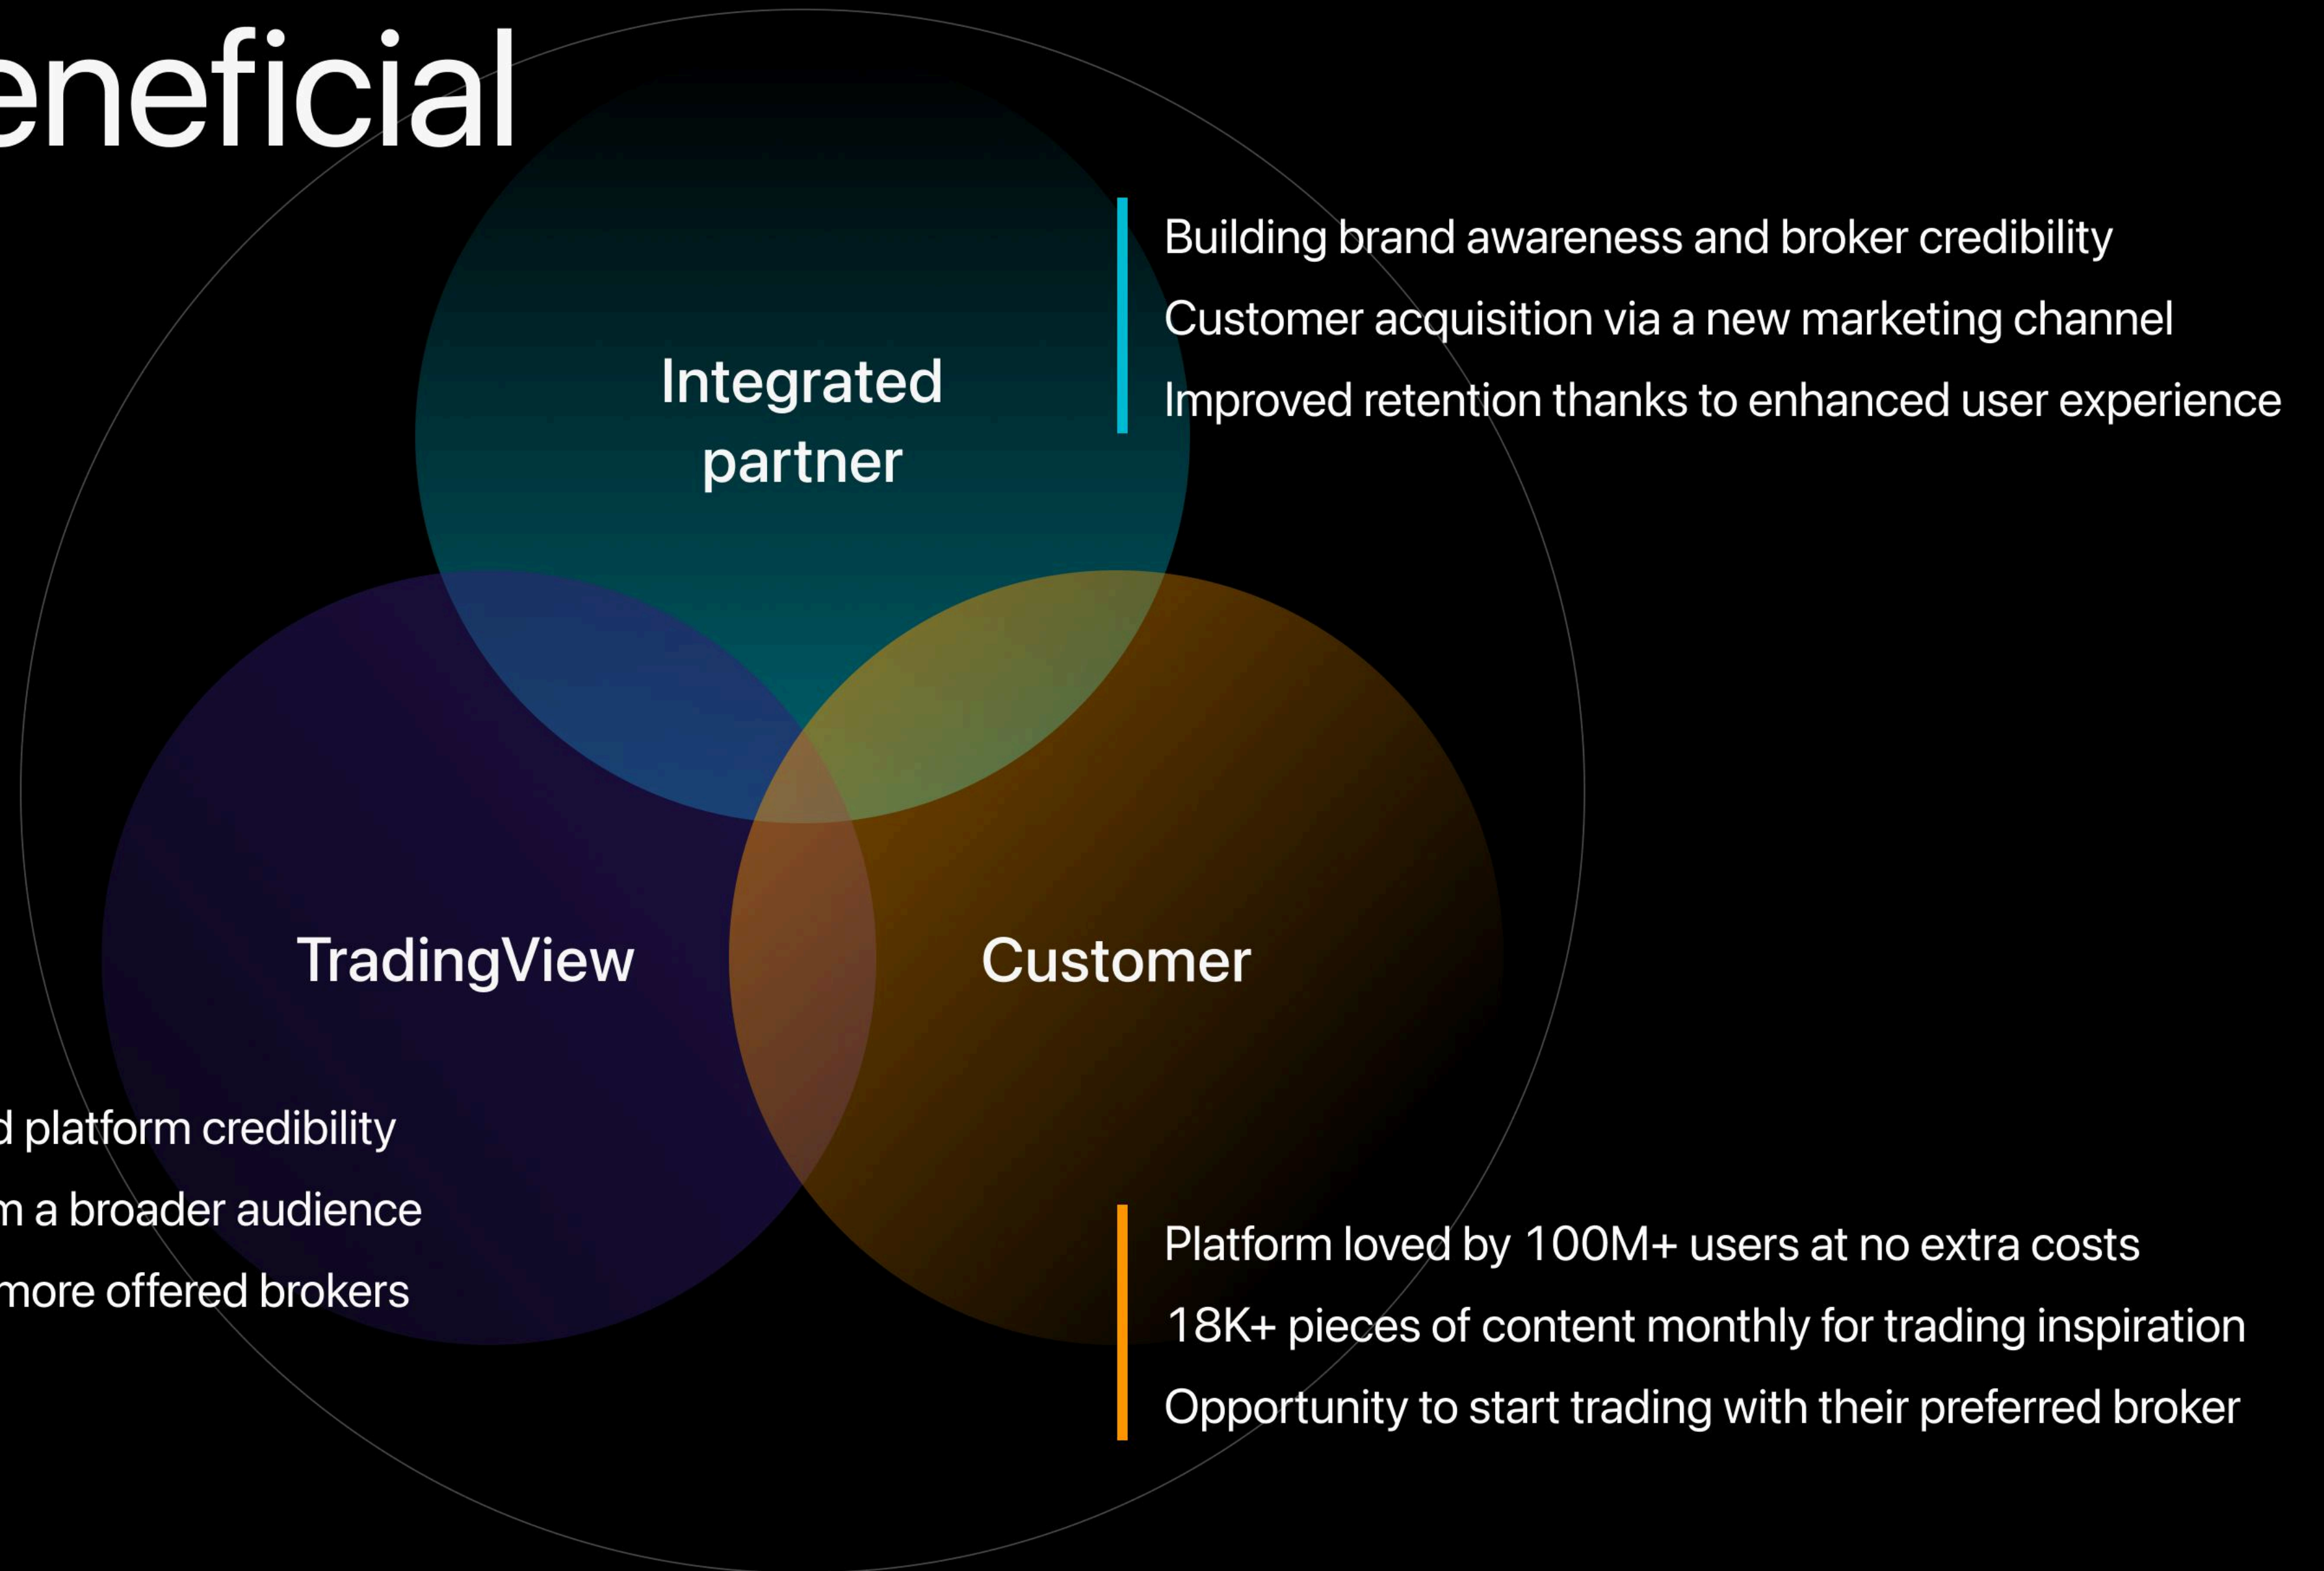 eneficial
Building brand awareness and broker credibility
Customer acquisition via a new marketing channel
Improved retention thanks to enhanced user experience
Integrated
partner
TradingView
Customer
d platform credibility
m a broader audience
more offered brokers
Platform loved by 100M+ users at no extra costs
18K+ pieces of content monthly for trading inspiration
Opportunity to start trading with their preferred broker